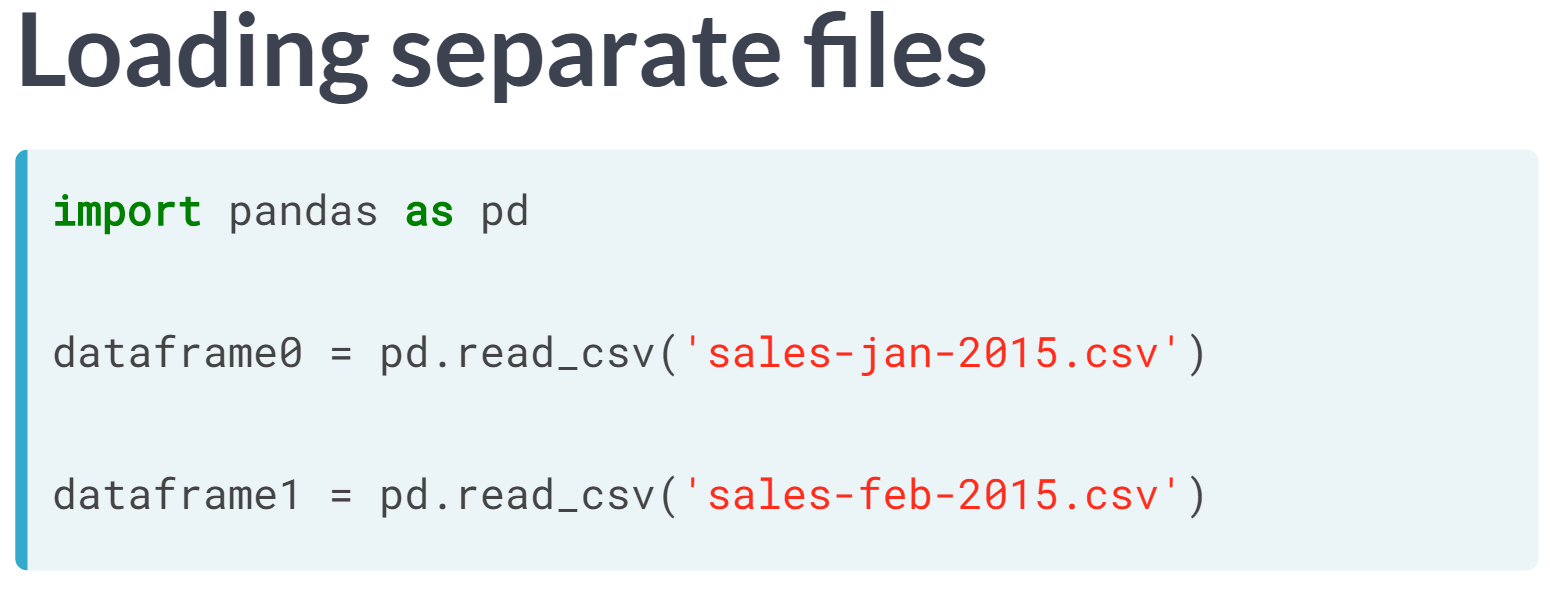 Loading separate files
import pandas as pd
dataframe0 = pd.read_csv('sales-jan-2015.csv')
dataframe1 = pd.read_csv('sales-feb-2015.csv')